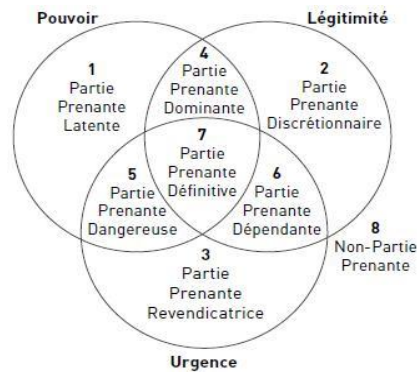 Pouvoir
Légitimité
1
Partie
Prenante
Latente
4
Partie
Prenante
Dominante
2
Partie
Prenante
Discrétionnaire
7
Partie
Prenante
Définitive
5
Partie
Prenante
Dangereuse
6
Partie
Prenante
Dépendante
8
Non-Partie
Prenante
3
Partie
Prenante
Revendicatrice
Urgence